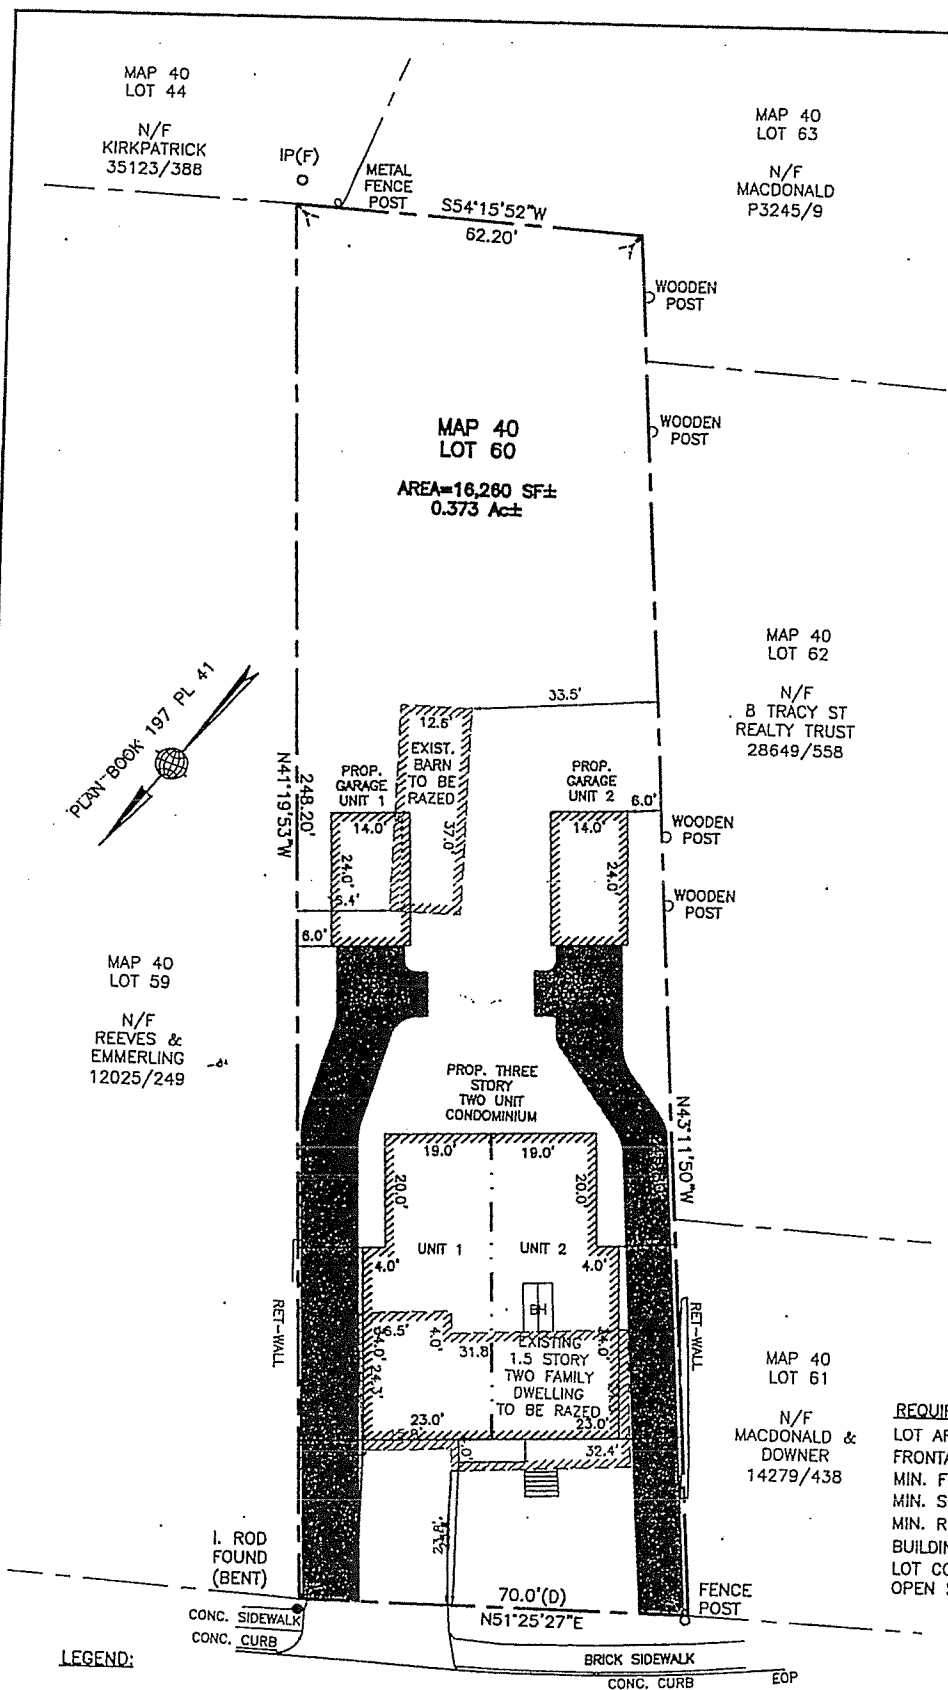 MAP 40
LOT 44
N/F
KIRKPATRICK
35123/388
IP(F)
METAL
FENCE
POST
S54°15'52"W
62.20'
MAP 40
LOT 63
N/F
MACDONALD
P3245/9
WOODEN
POST
WOODEN
POST
MAP 40
LOT 60
AREA=16,260 SF±
0.373 Ac±
MAP 40
LOT 62
N/F
8 TRACY ST
REALTY TRUST
28649/558
PLAN-BOOK 197 PL 41
N41°19'53"W
248.20'
33.5'
12.5'
EXIST.
BARN
TO BE
RAZED
37.0'
PROP.
GARAGE
UNIT 1
14.0'
24.0'
6.0'
PROP.
GARAGE
UNIT 2
14.0'
24.0'
6.0'
WOODEN
POST
WOODEN
POST
MAP 40
LOT 59
N/F
REEVES &
EMMERLING
12025/249
PROP. THREE
STORY
TWO UNIT
CONDOMINIUM
N43°11'50"W
19.0'
19.0'
20.0'
20.0'
UNIT 1
UNIT 2
4.0'
4.0'
BH
RET-WALL
RET-WALL
4.0'
31.8
EXISTING
1.5 STORY
TWO FAMILY
DWELLING
TO BE RAZED
23.0'
23.0'
32.4'
MAP 40
LOT 61
N/F
MACDONALD &
DOWNER
14279/438
LOT
MIN.
MIN.
MIN.
LOT
OPEN
I. ROD
FOUND
(BENT)
70.0'(D)
N51°25'27"E
FENCE
POST
CONC. SIDEWALK
CONC. CURB
BRICK SIDEWALK
CONC. CURB
EOP
LEGEND: